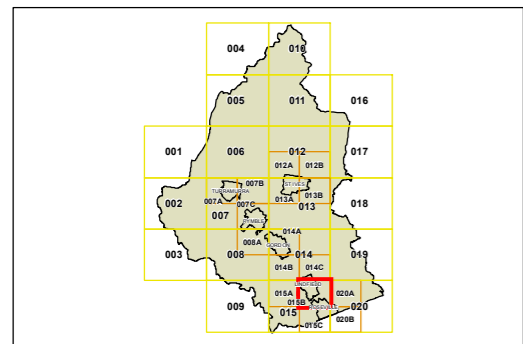 004 010
005 011 016
001 006 012 017
012A 012B
007B ST IVES
TURRAMURRA
002 007A 007C 013A 013B 018
007 PYMBLE 013
014A
008A GORDON
003 008 014 019
014B 014C
LINDFIELD
015A 020A
009 015B ROSEVILLE 020
015 020B
015C